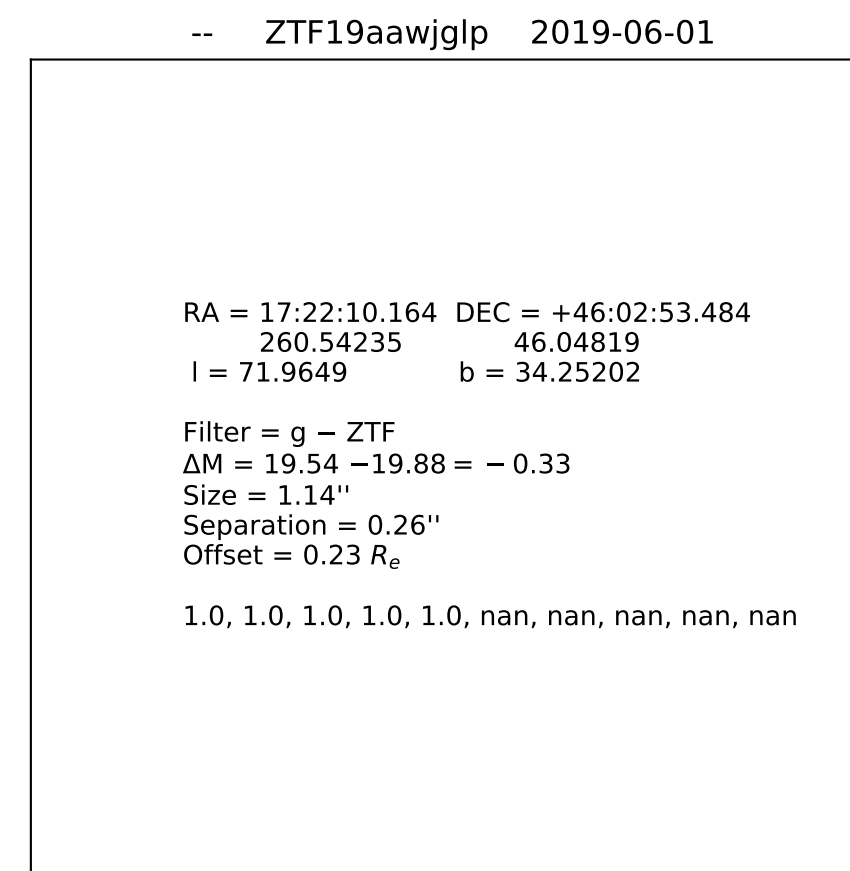 -- ZTF19aawjglp 2019-06-01
RA = 17:22:10.164 DEC = +46:02:53.484
260.54235 46.04819
l = 71.9649 b = 34.25202
Filter = g − ZTF
ΔM = 19.54 −19.88 = − 0.33
Size = 1.14''
Separation = 0.26''
Offset = 0.23 Re
1.0, 1.0, 1.0, 1.0, 1.0, nan, nan, nan, nan, nan